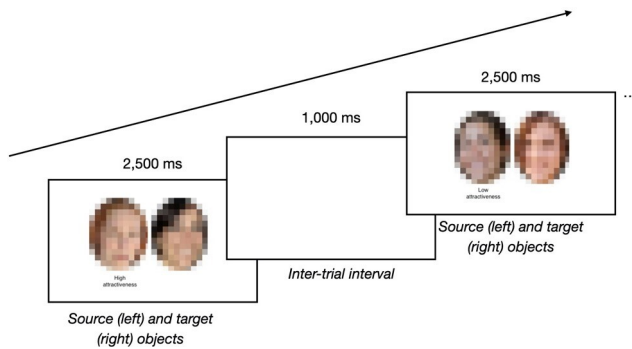 2,500 ms
High
attractiveness
Source (left) and target
(right) objects
1,000 ms
Inter-trial interval
2,500 ms
Low
attractiveness
Source (left) and target
(right) objects
..